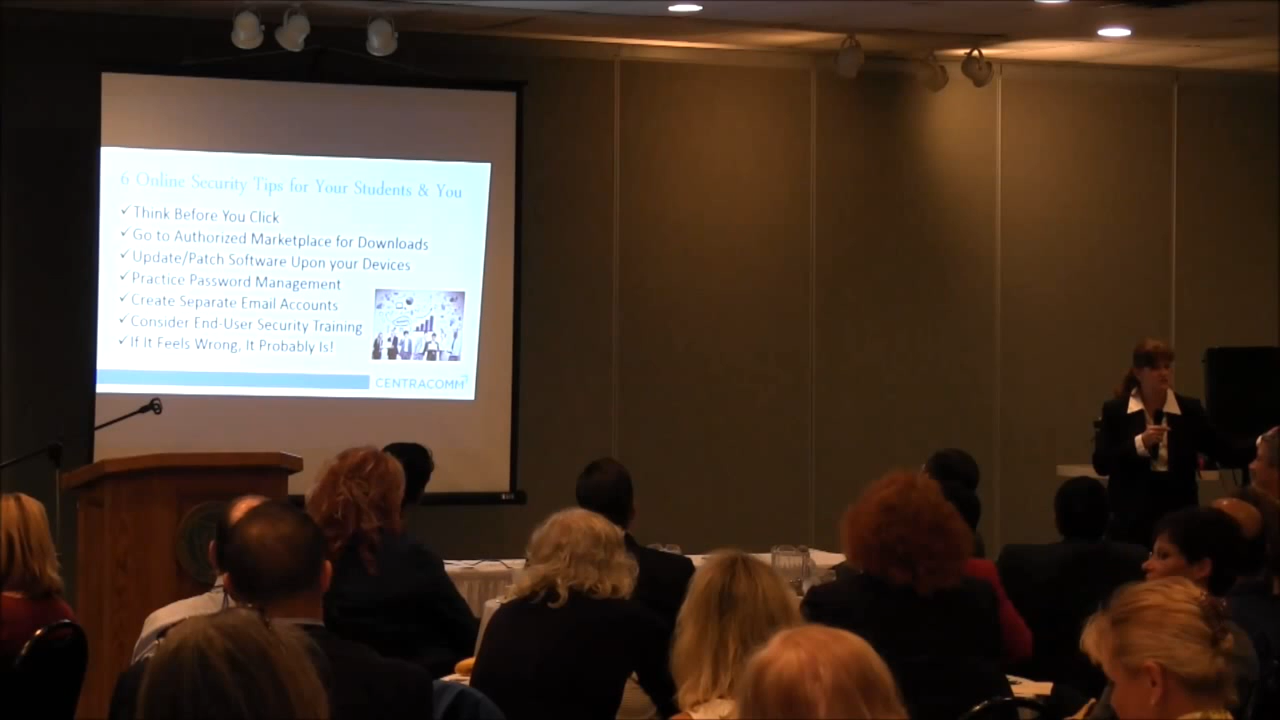 6 Online Security Tips for Your Students & You
✓Think Before You Click
✓Go to Authorized Marketplace for Downloads
✓Update/Patch Software Upon your Devices
✓Practice Password Management
✓Create Separate Email Accounts
✓Consider End-User Security Training
✓If It Feels Wrong, It Probably Is!
CENTRACOMM